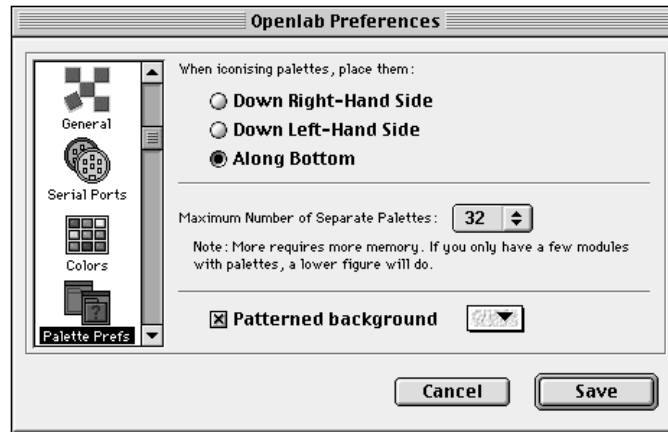 Openlab Preferences
General
Serial Ports
Colors
?
Palette Prefs
When iconising palettes, place them:
Down Right-Hand Side
Down Left-Hand Side
Along Bottom
Maximum Number of Separate Palettes: 32
Note: More requires more memory. If you only have a few modules
with palettes, a lower figure will do.
Patterned background
Cancel
Save